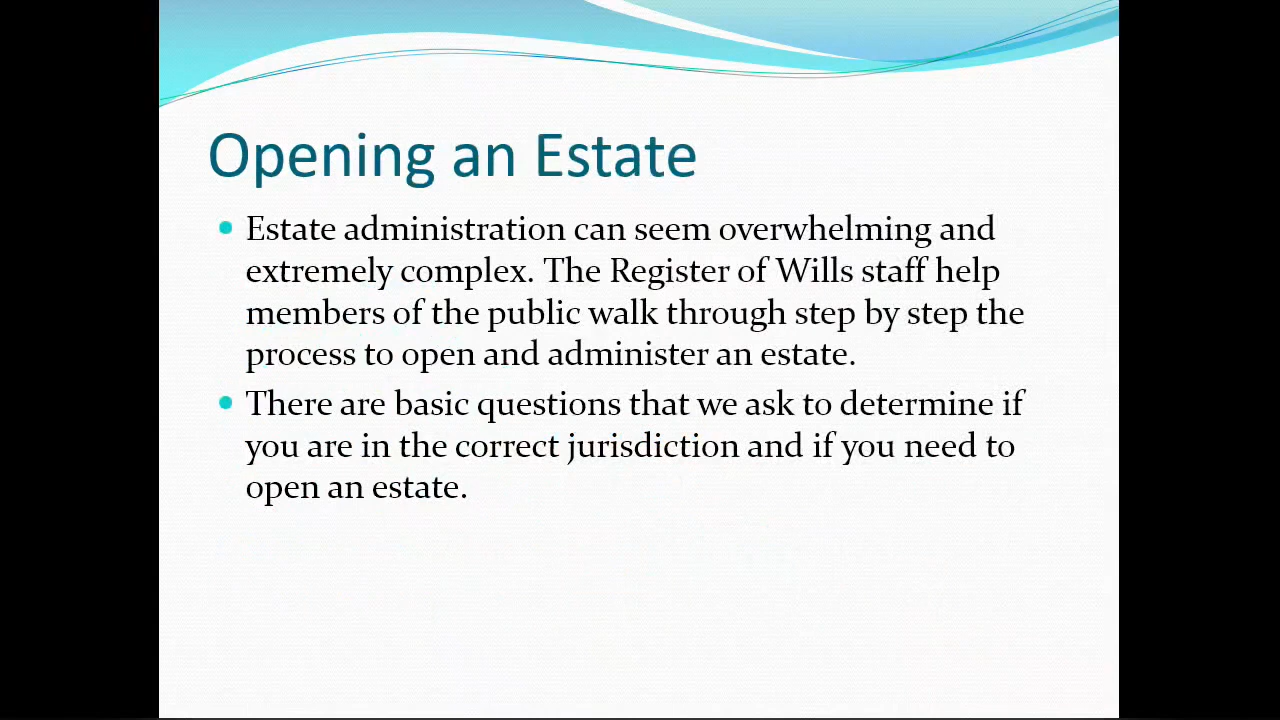 Opening an Estate
• Estate administration can seem overwhelming and
extremely complex. The Register of Wills staff help
members of the public walk through step by step the
process to open and administer an estate.
• There are basic questions that we ask to determine if
you are in the correct jurisdiction and if you need to
open an estate.